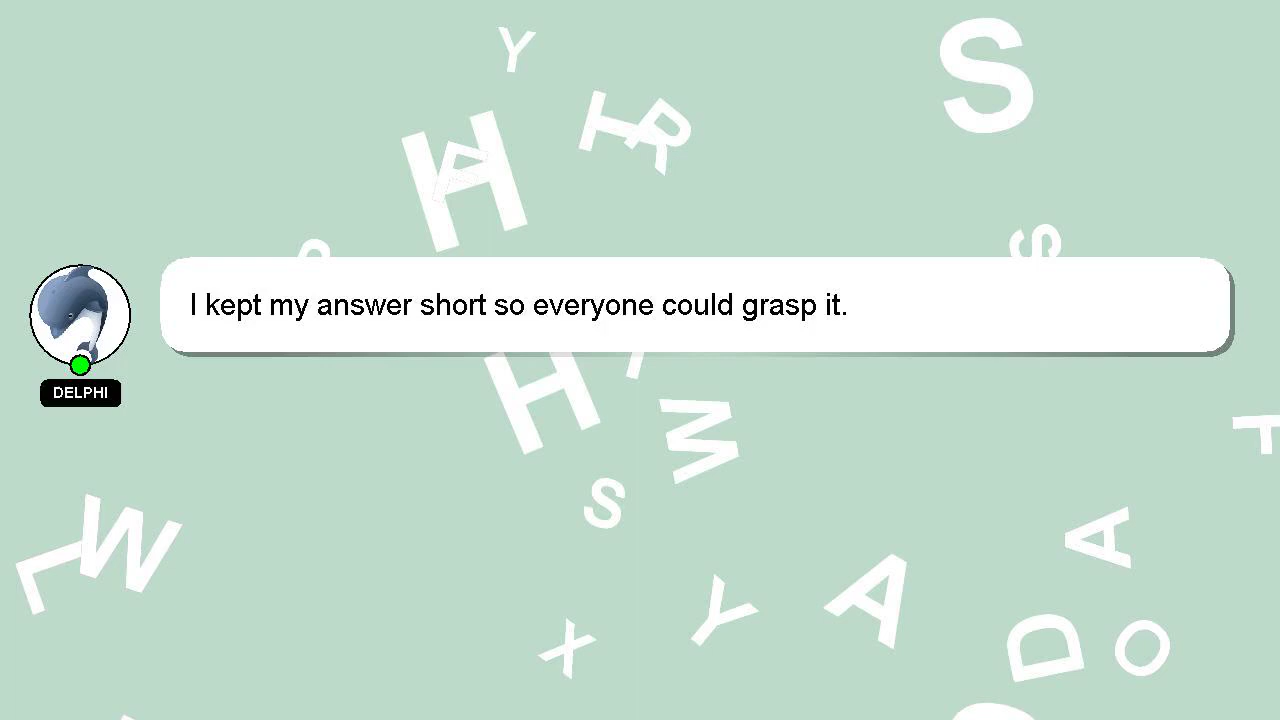 I kept my answer short so everyone could grasp it.
DELPHI
Y
S
H
A
T
R
S
H
W
S
L
W
X
Y
A
A
D
O